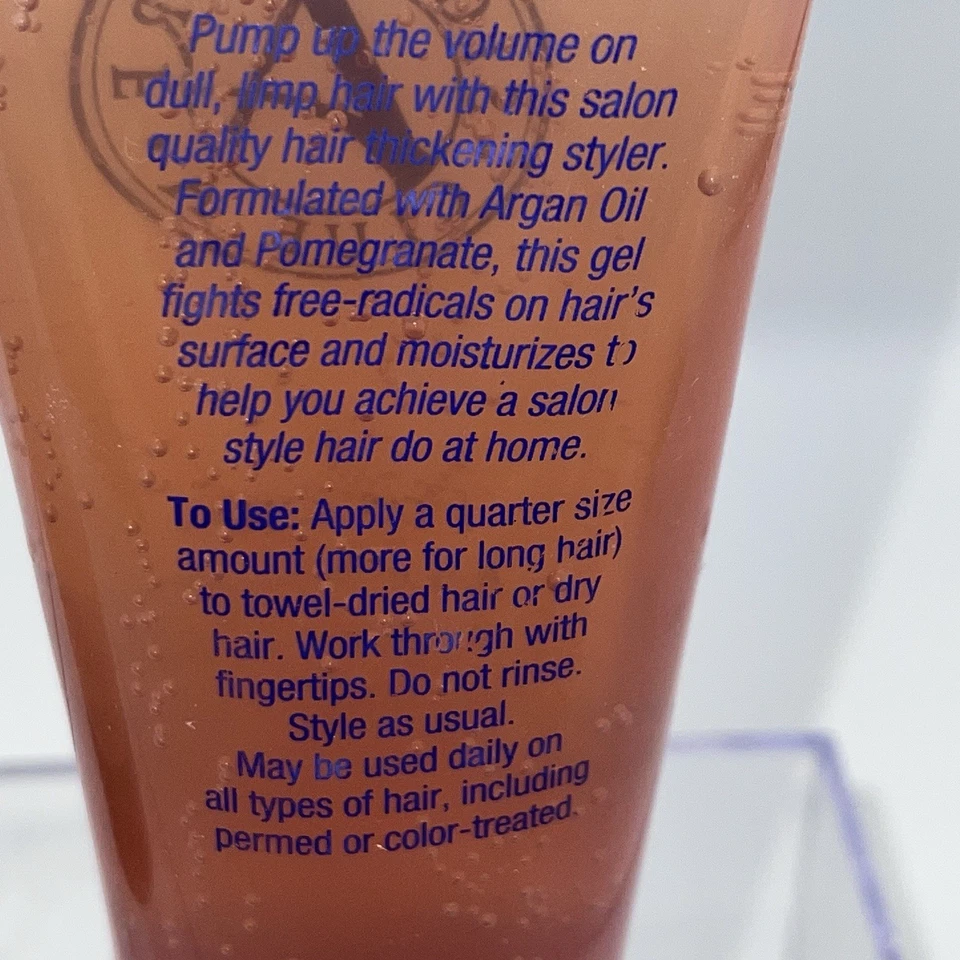 Pump up the volume on
dull, limp hair with this salon
quality hair thickening styler.
Formulated with Argan Oil
and Pomegranate, this gel
fights free-radicals on hair's
surface and moisturizes to
help you achieve a salon
style hair do at home.
To Use: Apply a quarter size
amount (more for long hair)
to towel-dried hair or dry
hair. Work through with
fingertips. Do not rinse.
Style as usual.
May be used daily on
all types of hair, including
permed or color-treated.